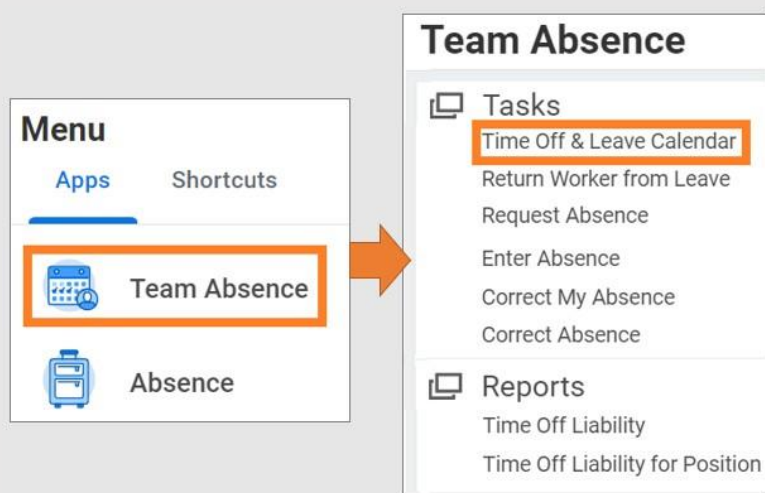 Menu
Apps Shortcuts
Team Absence
Absence
Team Absence
Tasks
Time Off & Leave Calendar
Return Worker from Leave
Request Absence
Enter Absence
Correct My Absence
Correct Absence
Reports
Time Off Liability
Time Off Liability for Position